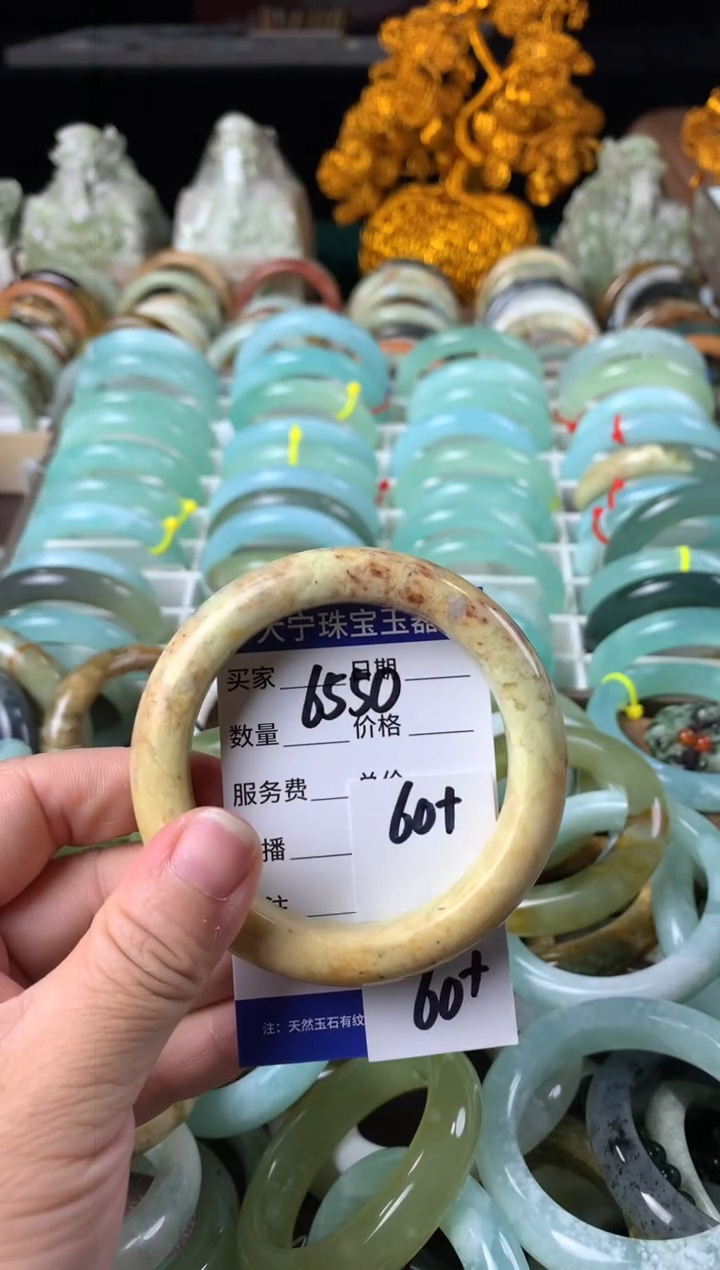 天宁珠宝玉器
买家 日期
6550
数量 价格
服务费
60+
播
60+
注：天然玉石有纹